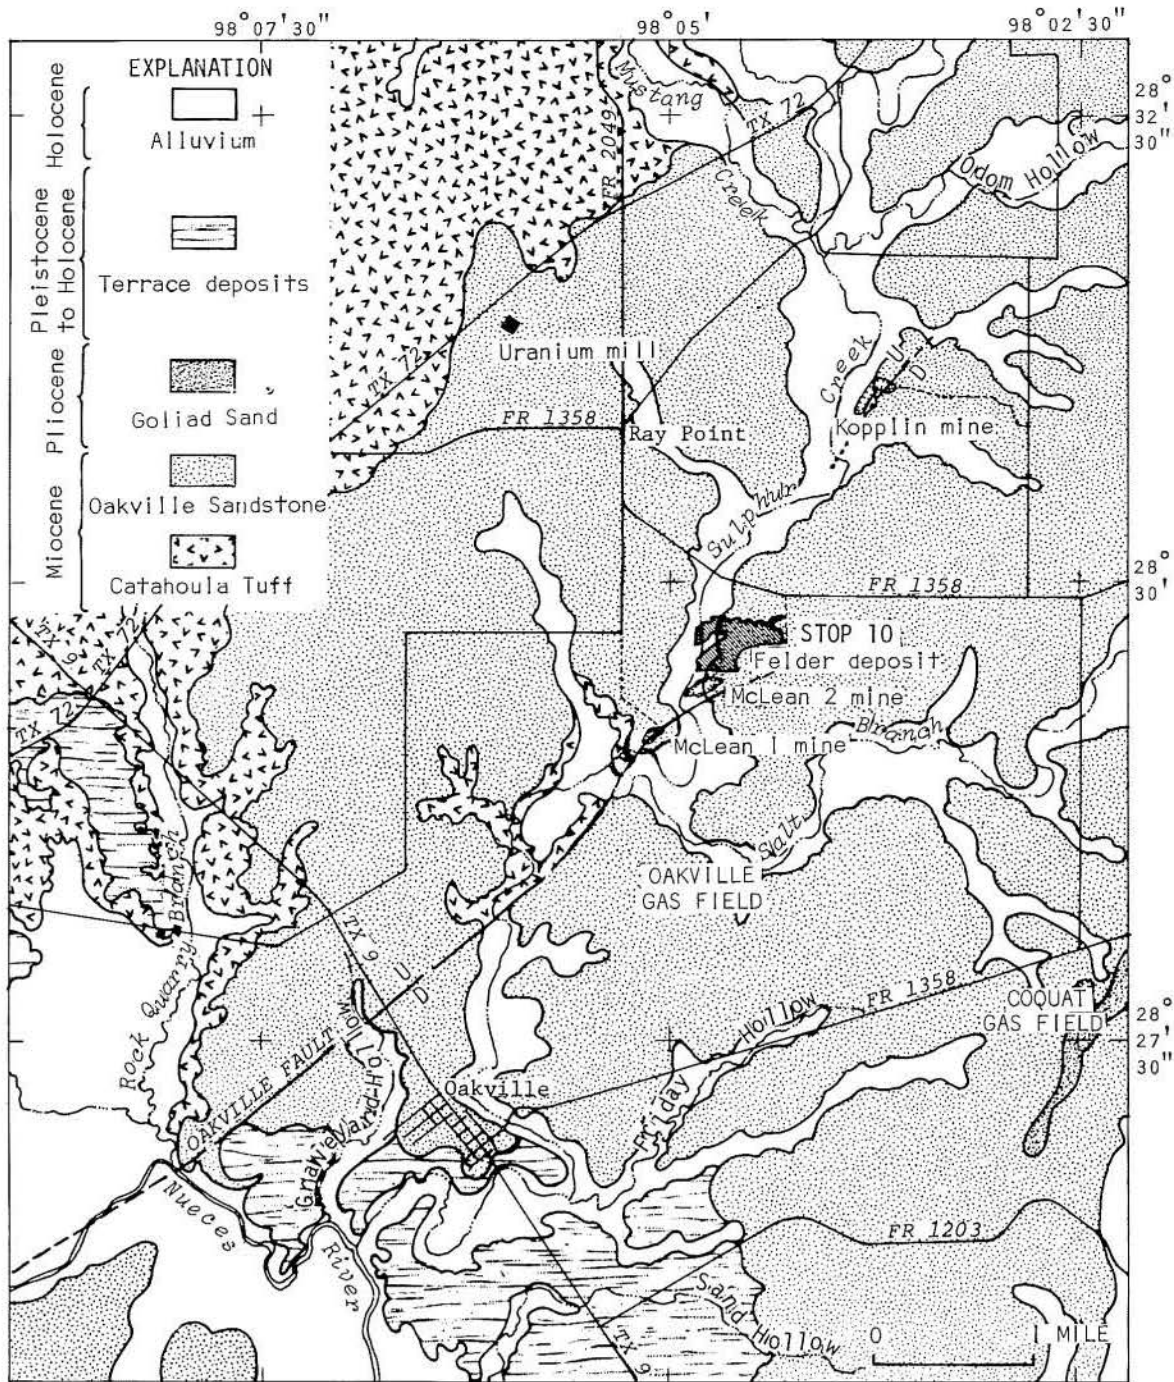 98°07'30"
98°05'
98°02'30"
EXPLANATION
Holocene
Alluvium
Pleistocene
to Holocene
Terrace deposits
Pliocene
Goliad Sand
Miocene
Oakville Sandstone
Catahoula Tuff
Mustang
Creek
TX 72
FR 2049
28°
32'
30"
Odom Holllow
Uranium mill
TX 72
Creek
U
D
FR 1358
Ray Point
Kopplin mine
Sulphur
28°
30'
FR 1358
STOP 10
Felder deposit
McLean 2 mine
McLean 1 mine
Branch
Salt
TX 9
TX 72
TX 72
OAKVILLE
GAS FIELD
Rock Quarry Branch
TX 9
U
D
FR 1358
COQUAT
GAS FIELD
28°
27'
30"
OAKVILLE FAULT
Graveyard Hollow
Oakville
Friday Hollow
Nueces
River
FR 1203
Sand Hollow
TX 9
0 1 MILE